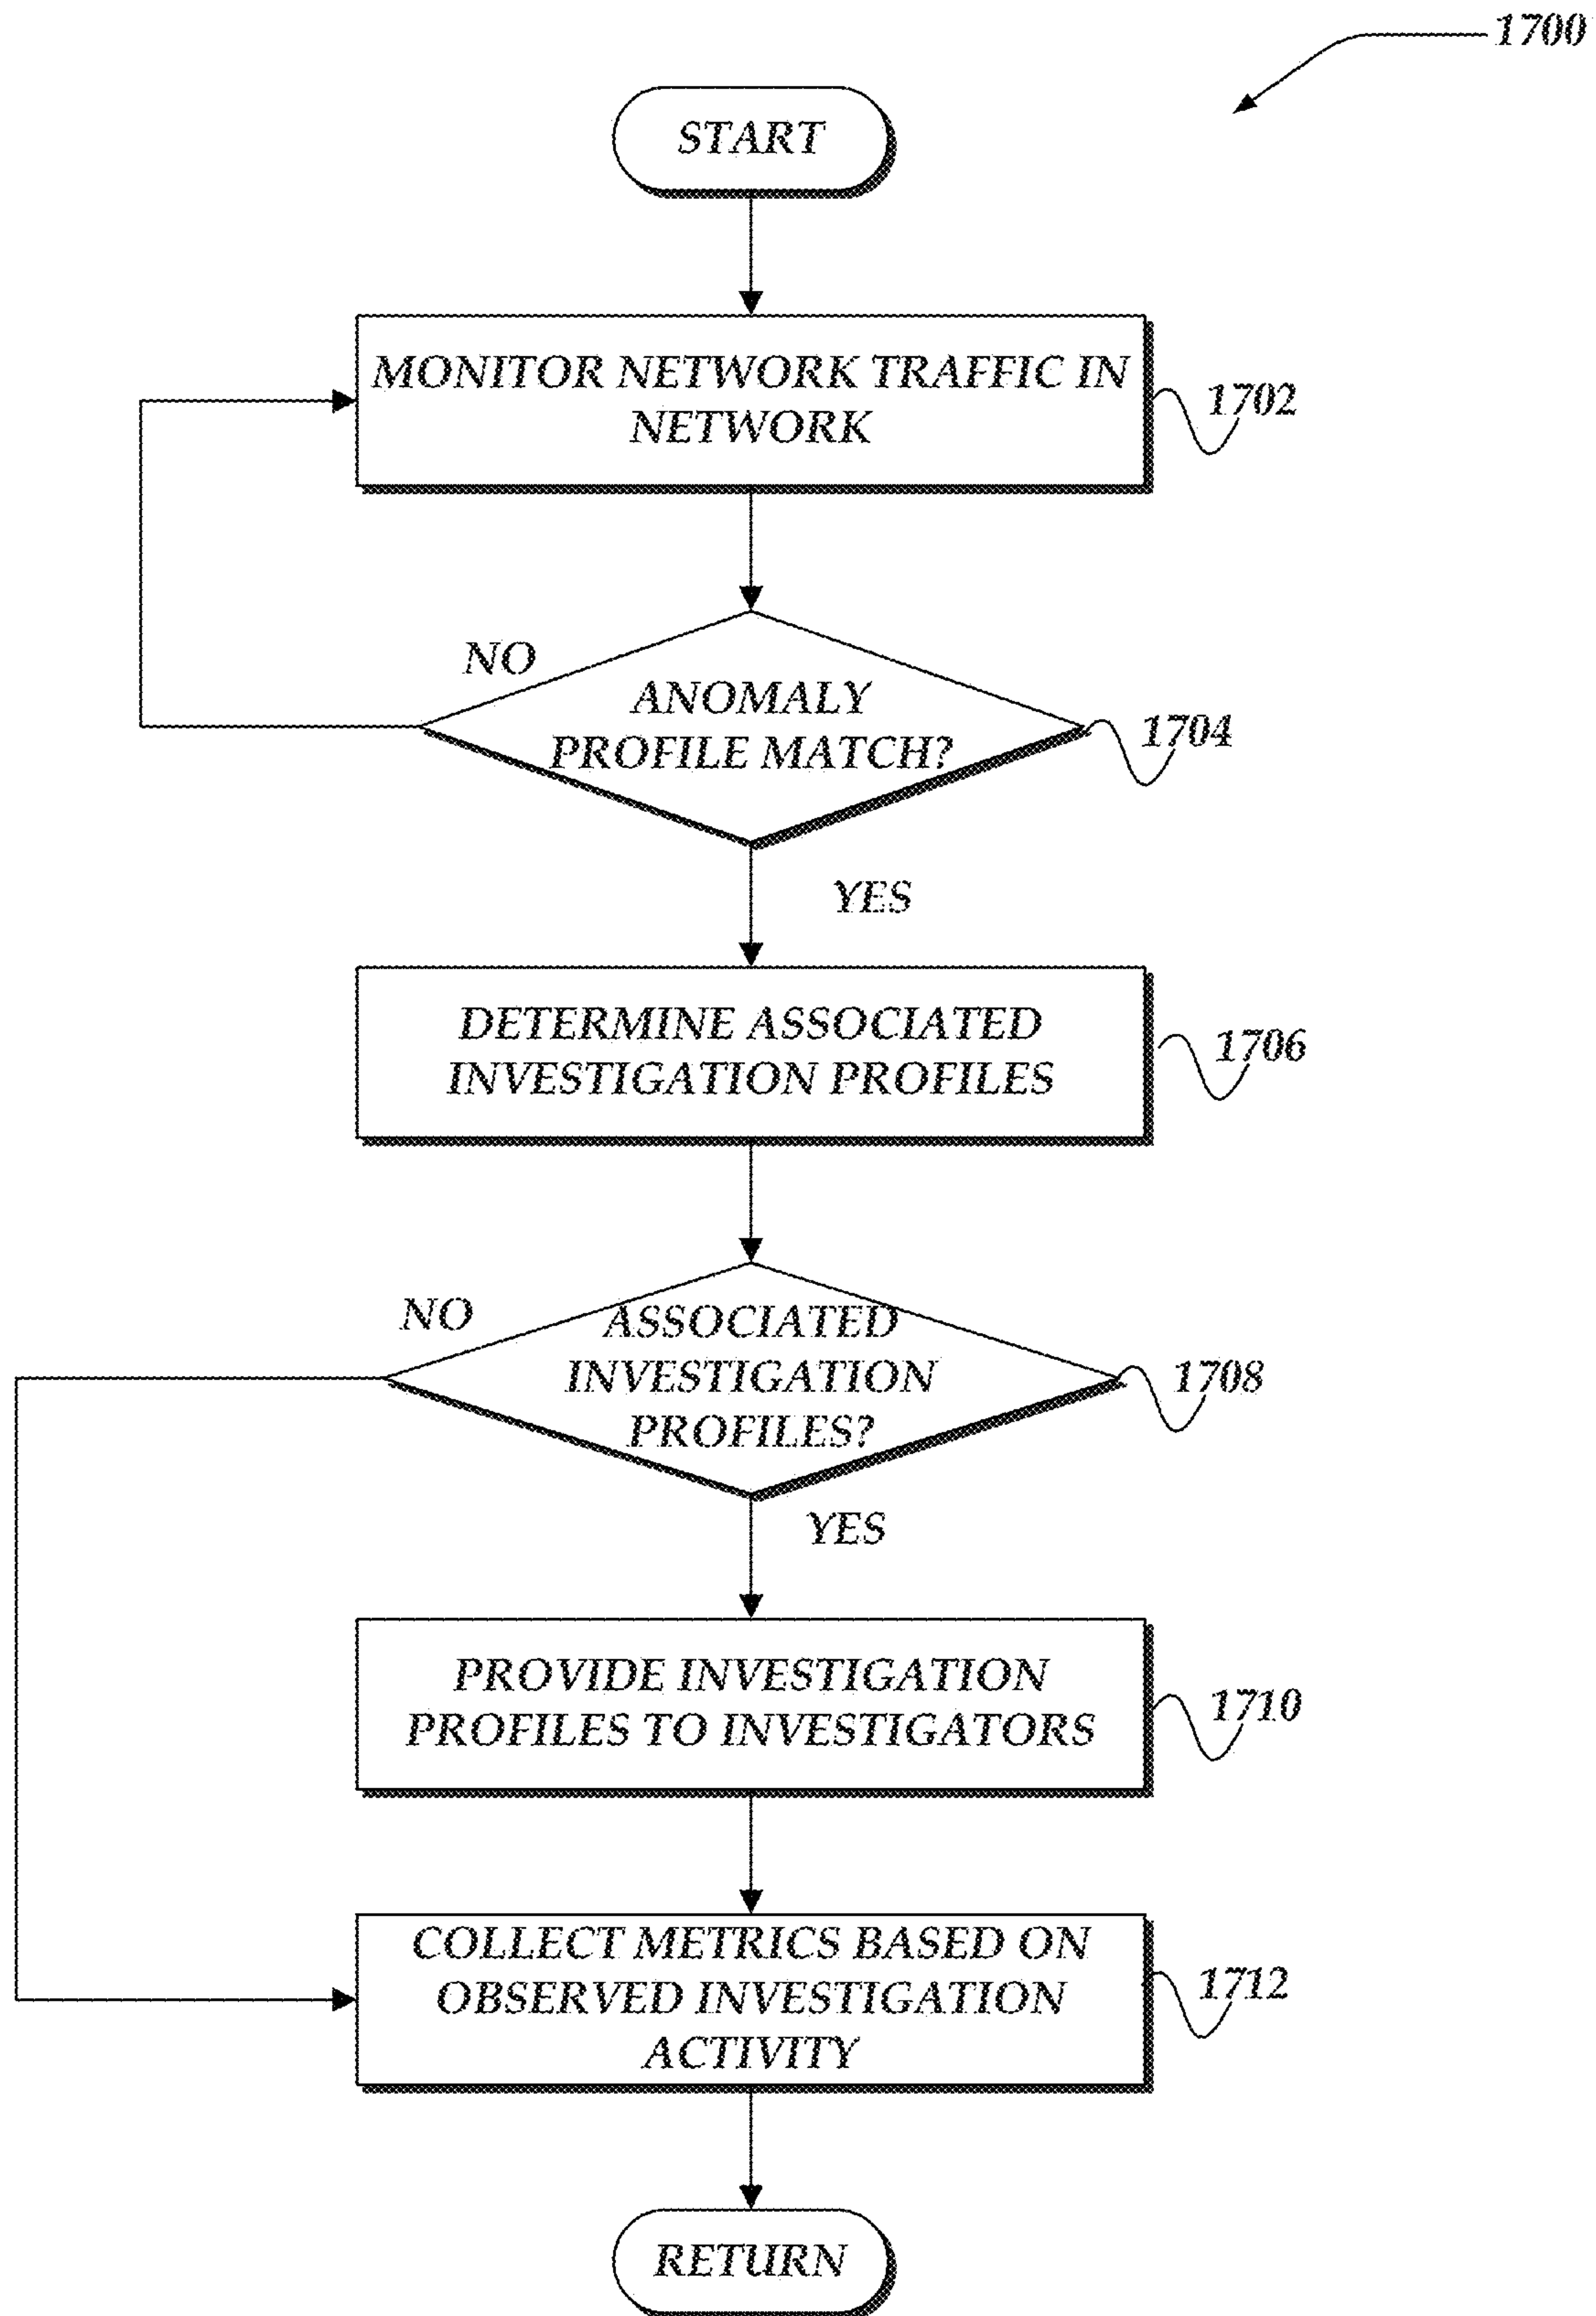 1700
START
MONITOR NETWORK TRAFFIC IN
NETWORK
1702
NO
ANOMALY
PROFILE MATCH?
1704
YES
DETERMINE ASSOCIATED
INVESTIGATION PROFILES
1706
NO
ASSOCIATED
INVESTIGATION
PROFILES?
1708
YES
PROVIDE INVESTIGATION
PROFILES TO INVESTIGATORS
1710
COLLECT METRICS BASED ON
OBSERVED INVESTIGATION
ACTIVITY
1712
RETURN